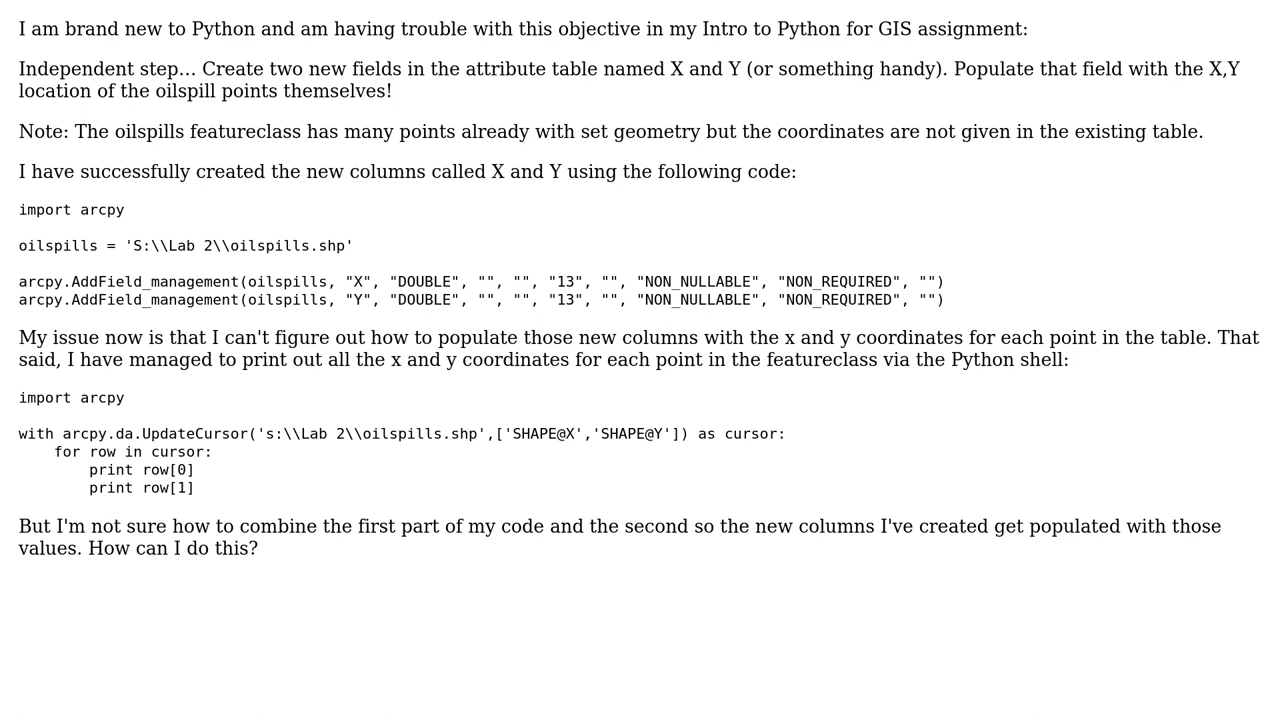 I am brand new to Python and am having trouble with this objective in my Intro to Python for GIS assignment:
Independent step... Create two new fields in the attribute table named X and Y (or something handy). Populate that field with the X,Y
location of the oilspill points themselves!
Note: The oilspills featureclass has many points already with set geometry but the coordinates are not given in the existing table.
I have successfully created the new columns called X and Y using the following code:
import arcpy
oilspills = 'S:\\Lab 2\\oilspills.shp'
arcpy.AddField_management(oilspills, "X", "DOUBLE", "", "", "13", "", "NON_NULLABLE", "NON_REQUIRED", "")
arcpy.AddField_management(oilspills, "Y", "DOUBLE", "", "", "13", "", "NON_NULLABLE", "NON_REQUIRED", "")
My issue now is that I can't figure out how to populate those new columns with the x and y coordinates for each point in the table. That
said, I have managed to print out all the x and y coordinates for each point in the featureclass via the Python shell:
import arcpy
with arcpy.da.UpdateCursor('s:\\Lab 2\\oilspills.shp',['SHAPE@X','SHAPE@Y']) as cursor:
    for row in cursor:
        print row[0]
        print row[1]
But I'm not sure how to combine the first part of my code and the second so the new columns I've created get populated with those
values. How can I do this?